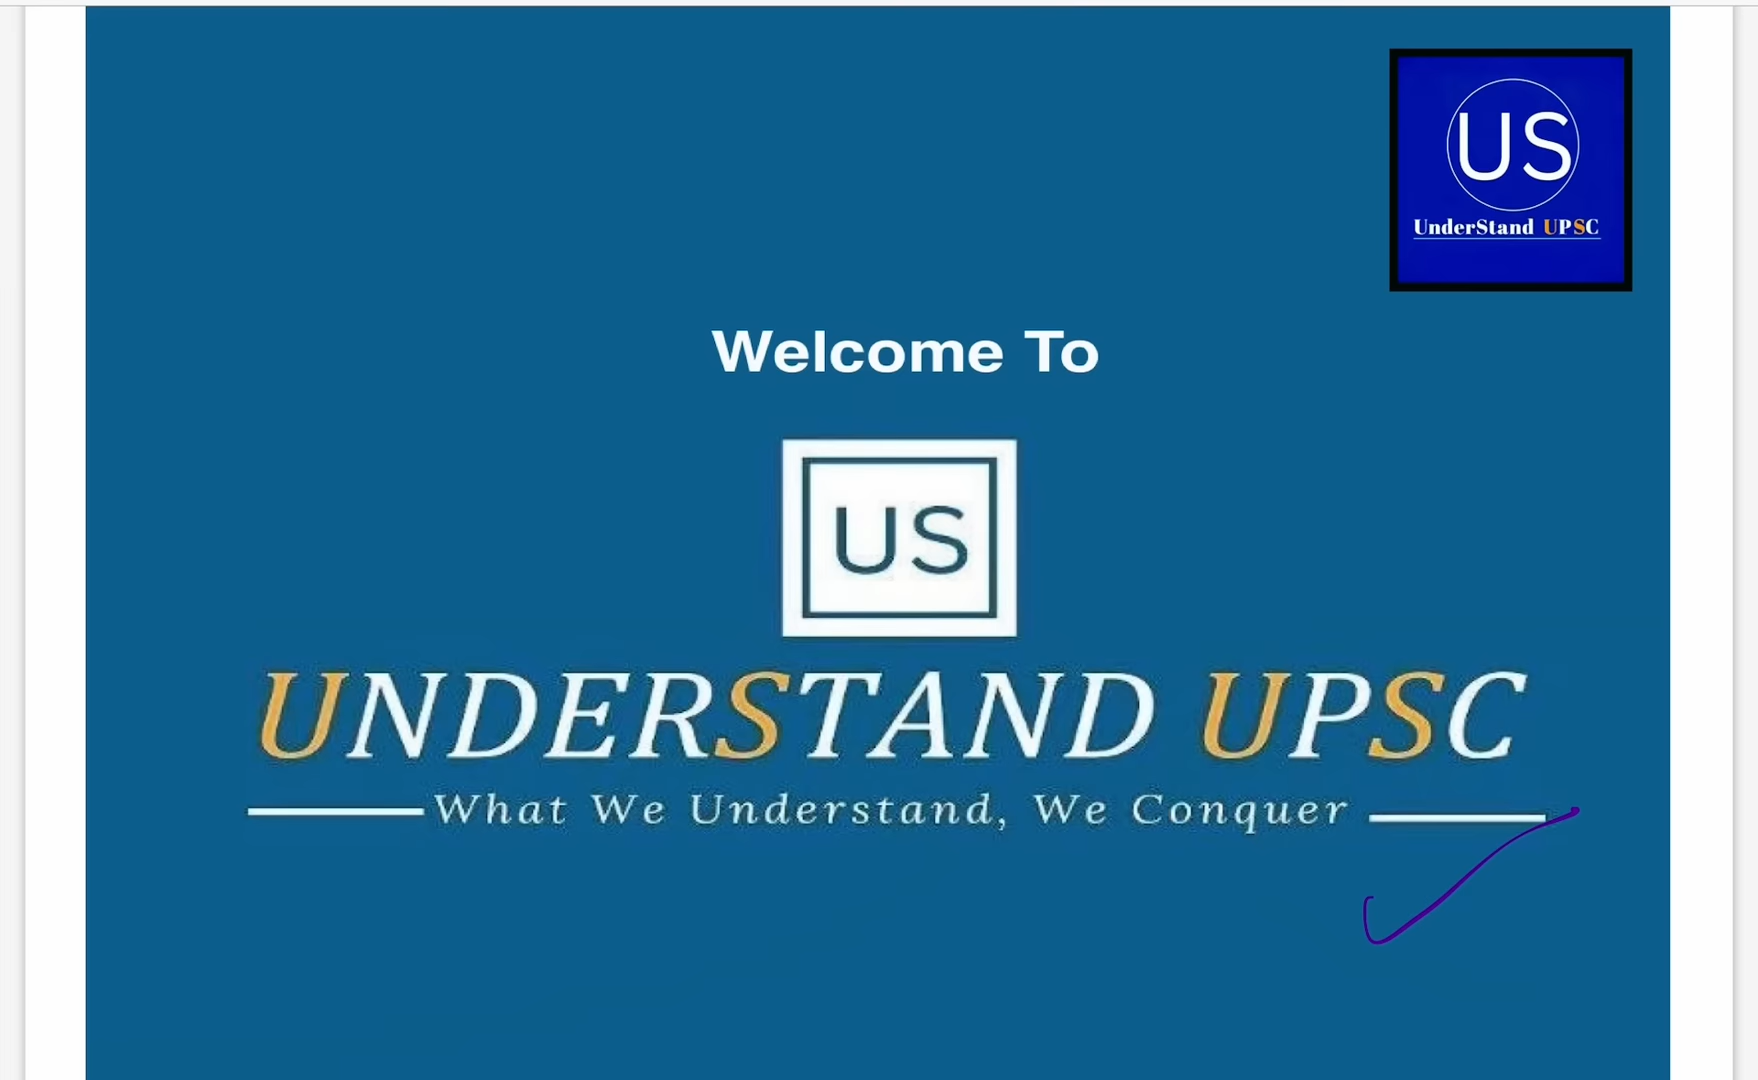 US
UnderStand UPSC
Welcome To
US
UNDERSTAND UPSC
What We Understand, We Conquer